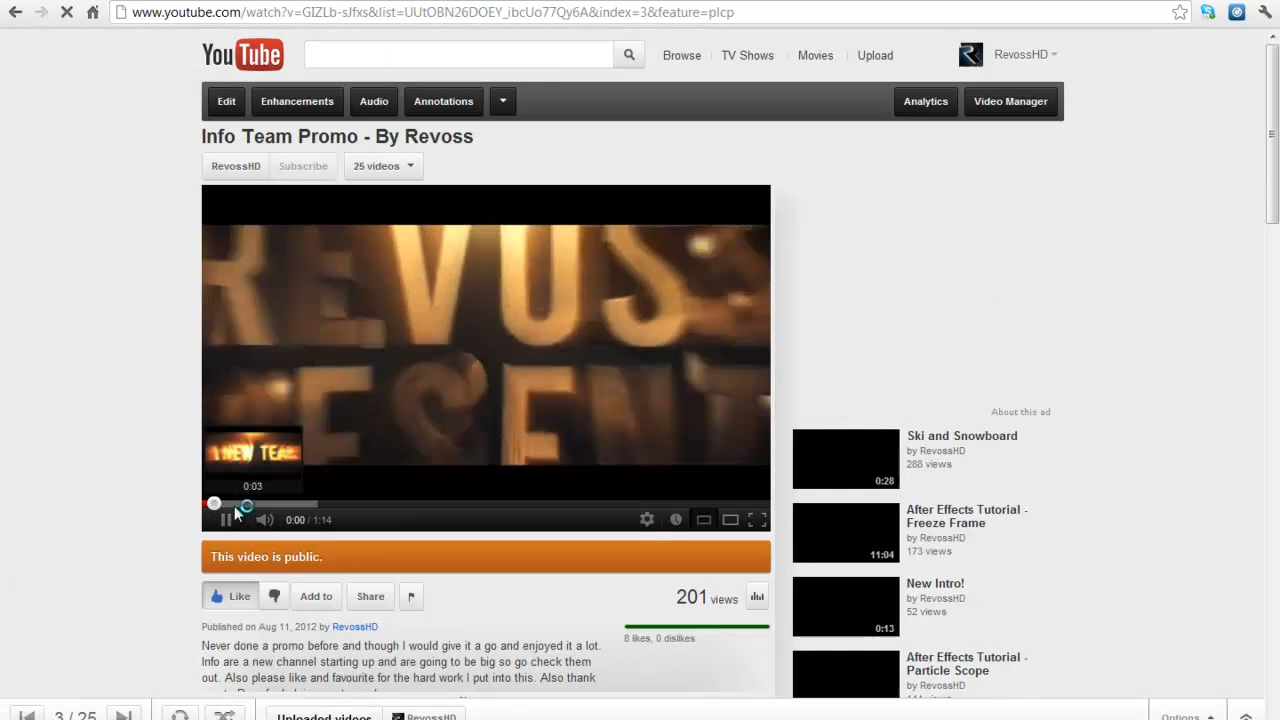 www.youtube.com/watch?v=GIZLb-sJfxs&list=UUtOBN26DOEY_ibcUo77Qy6A&index=3&feature=plcp
YouTube Browse TV Shows Movies Upload RevossHD
Edit Enhancements Audio Annotations Analytics Video Manager
Info Team Promo - By Revoss
RevossHD Subscribe 25 videos
REVOSS
ESENT
A NEW TEA
0:03
0:00 / 1:14
About this ad
Ski and Snowboard
by RevossHD
288 views
0:28
After Effects Tutorial -
Freeze Frame
by RevossHD
173 views
11:04
New Intro!
by RevossHD
52 views
0:13
After Effects Tutorial -
Particle Scope
by RevossHD
This video is public.
Like Add to Share 201 views
Published on Aug 11, 2012 by RevossHD
8 likes, 0 dislikes
Never done a promo before and though I would give it a go and enjoyed it a lot.
Info are a new channel starting up and are going to be big so go check them
out. Also please like and favourite for the hard work I put into this. Also thank
3 / 25 Uploaded videos RevossHD Options